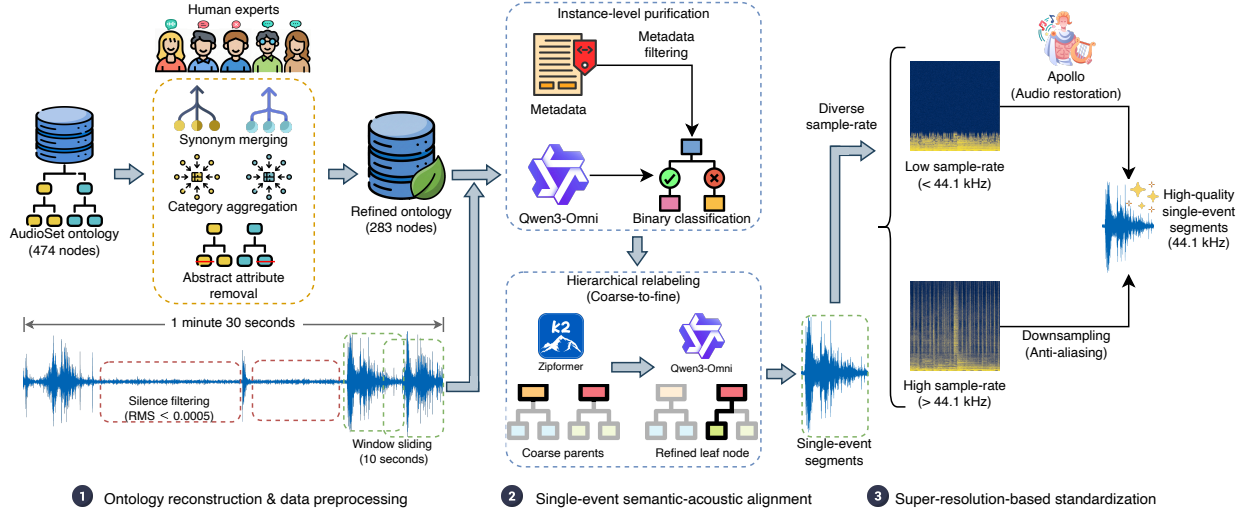 Human experts
Synonym merging
Category aggregation
Abstract attribute
removal
AudioSet ontology
(474 nodes)
Refined ontology
(283 nodes)
1 minute 30 seconds
Silence filtering
(RMS < 0.0005)
Window sliding
(10 seconds)
1 Ontology reconstruction & data preprocessing
Instance-level purification
Metadata
filtering
Metadata
Qwen3-Omni
Binary classification
Hierarchical relabeling
(Coarse-to-fine)
k2
Zipformer
Qwen3-Omni
Coarse parents
Refined leaf node
2 Single-event semantic-acoustic alignment
Single-event
segments
Diverse
sample-rate
Low sample-rate
(< 44.1 kHz)
Apollo
(Audio restoration)
High-quality
single-event
segments
(44.1 kHz)
Downsampling
(Anti-aliasing)
High sample-rate
(> 44.1 kHz)
3 Super-resolution-based standardization